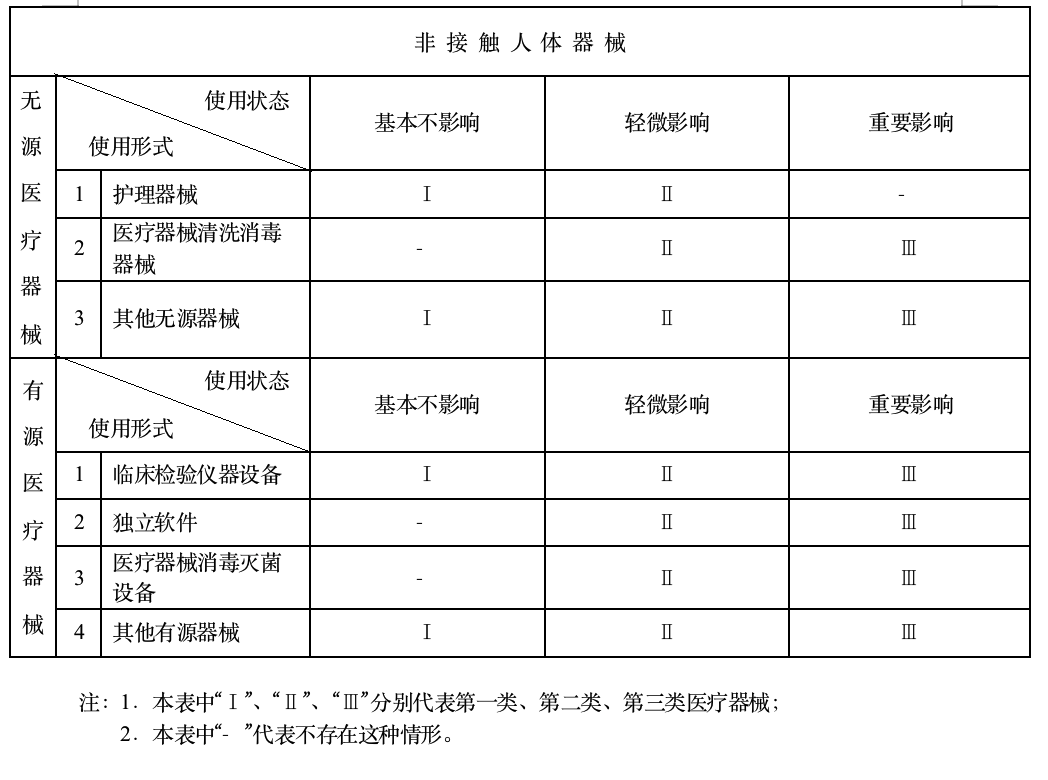 非接触人体器械
无源医疗器械
使用状态
使用形式
基本不影响
轻微影响
重要影响
1 护理器械 Ⅰ Ⅱ -
2 医疗器械清洗消毒
器械 - Ⅱ Ⅲ
3 其他无源器械 Ⅰ Ⅱ Ⅲ
有源医疗器械
使用状态
使用形式
基本不影响
轻微影响
重要影响
1 临床检验仪器设备 Ⅰ Ⅱ Ⅲ
2 独立软件 - Ⅱ Ⅲ
3 医疗器械消毒灭菌
设备 - Ⅱ Ⅲ
4 其他有源器械 Ⅰ Ⅱ Ⅲ
注：1．本表中“Ⅰ”、“Ⅱ”、“Ⅲ”分别代表第一类、第二类、第三类医疗器械；
2．本表中“- ”代表不存在这种情形。